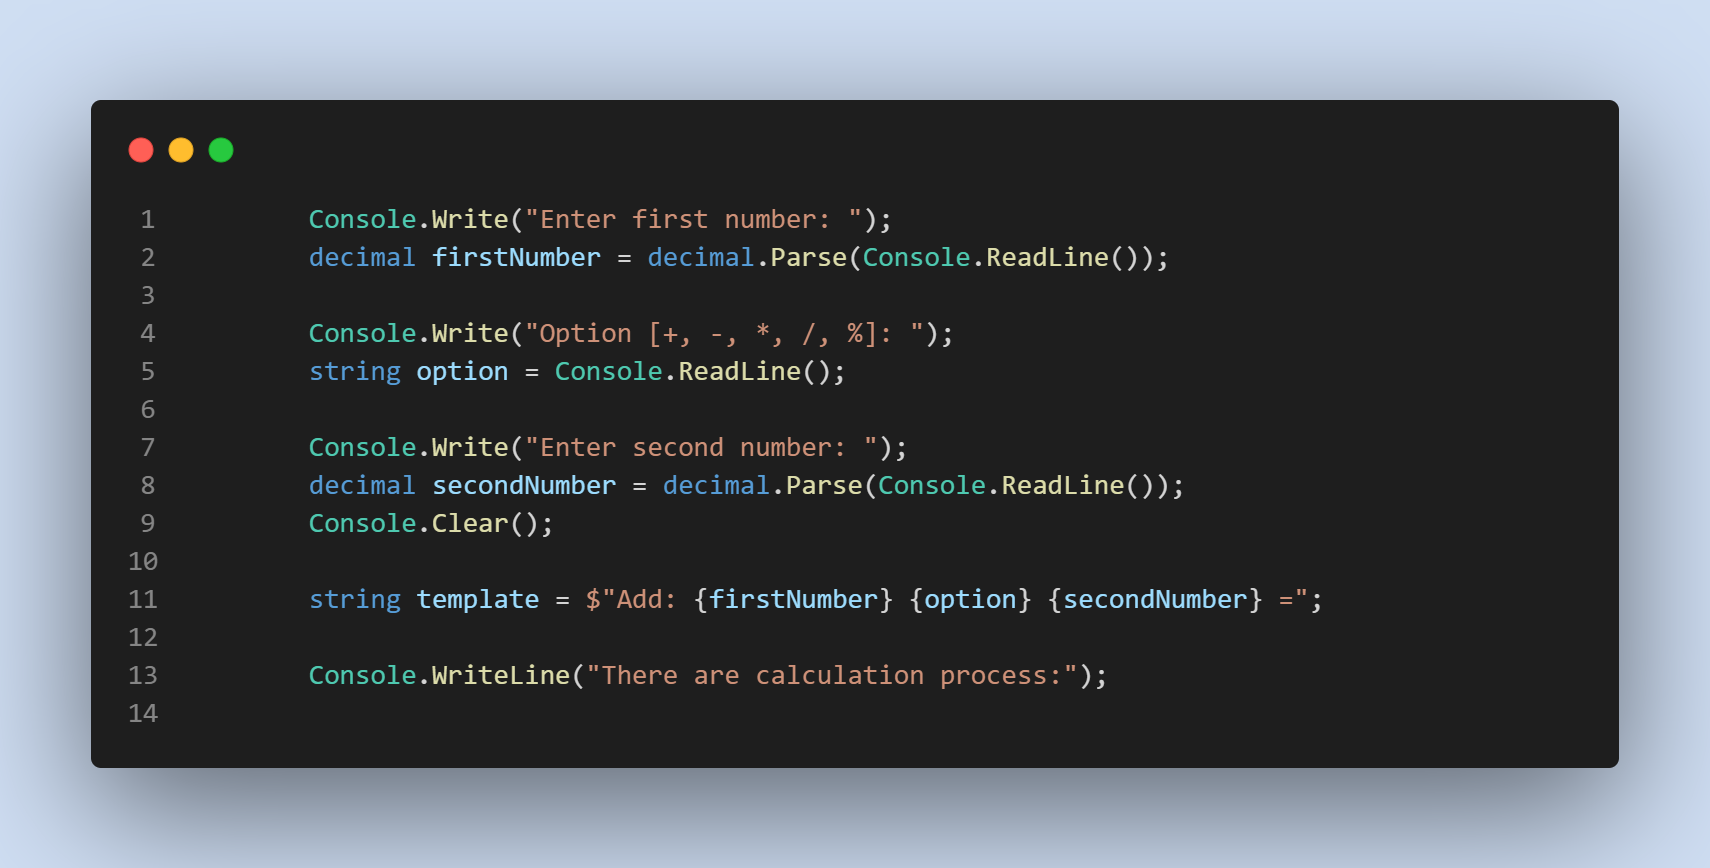 1 Console.Write("Enter first number: ");
2 decimal firstNumber = decimal.Parse(Console.ReadLine());
3
4 Console.Write("Option [+, -, *, /, %]: ");
5 string option = Console.ReadLine();
6
7 Console.Write("Enter second number: ");
8 decimal secondNumber = decimal.Parse(Console.ReadLine());
9 Console.Clear();
10
11 string template = $"Add: {firstNumber} {option} {secondNumber} =";
12
13 Console.WriteLine("There are calculation process:");
14